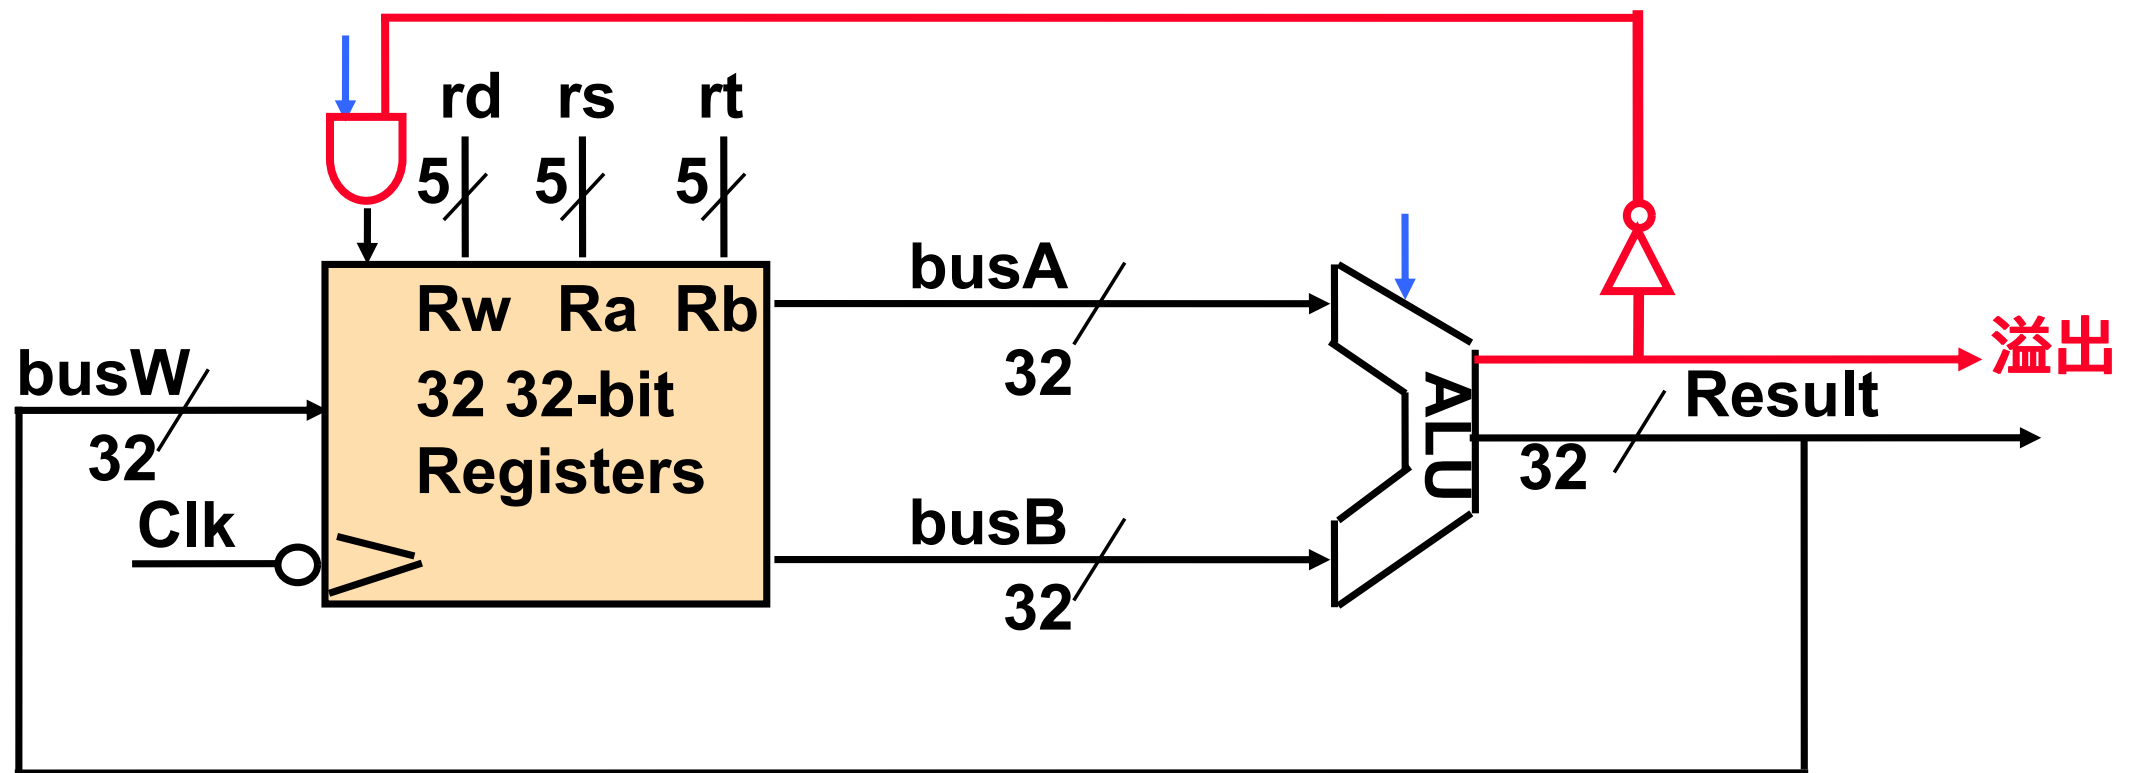 rd rs rt
5 5 5
busA
32
Rw Ra Rb
busW
32
32 32-bit
Registers
Clk
busB
32
ALU
溢出
Result
32